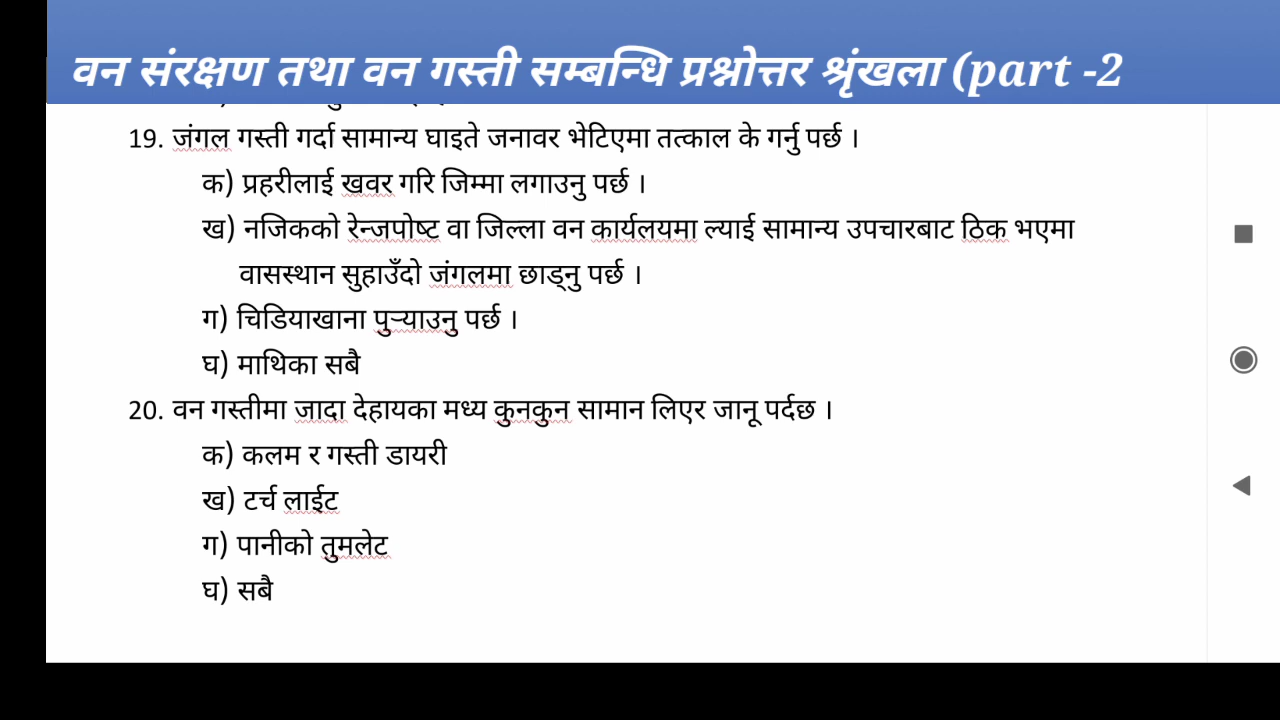 वन संरक्षण तथा वन गस्ती सम्बन्धि प्रश्नोत्तर श्रृंखला (part -2
19. जंगल गस्ती गर्दा सामान्य घाइते जनावर भेटिएमा तत्काल के गर्नु पर्छ ।
क) प्रहरीलाई खवर गरि जिम्मा लगाउनु पर्छ ।
ख) नजिकको रेन्जपोष्ट वा जिल्ला वन कार्यलयमा ल्याई सामान्य उपचारबाट ठिक भएमा
वासस्थान सुहाउँदो जंगलमा छाड्नु पर्छ ।
ग) चिडियाखाना पुऱ्याउनु पर्छ ।
घ) माथिका सबै
20. वन गस्तीमा जादा देहायका मध्य कुनकुन सामान लिएर जानू पर्दछ ।
क) कलम र गस्ती डायरी
ख) टर्च लाईट
ग) पानीको तुमलेट
घ) सबै